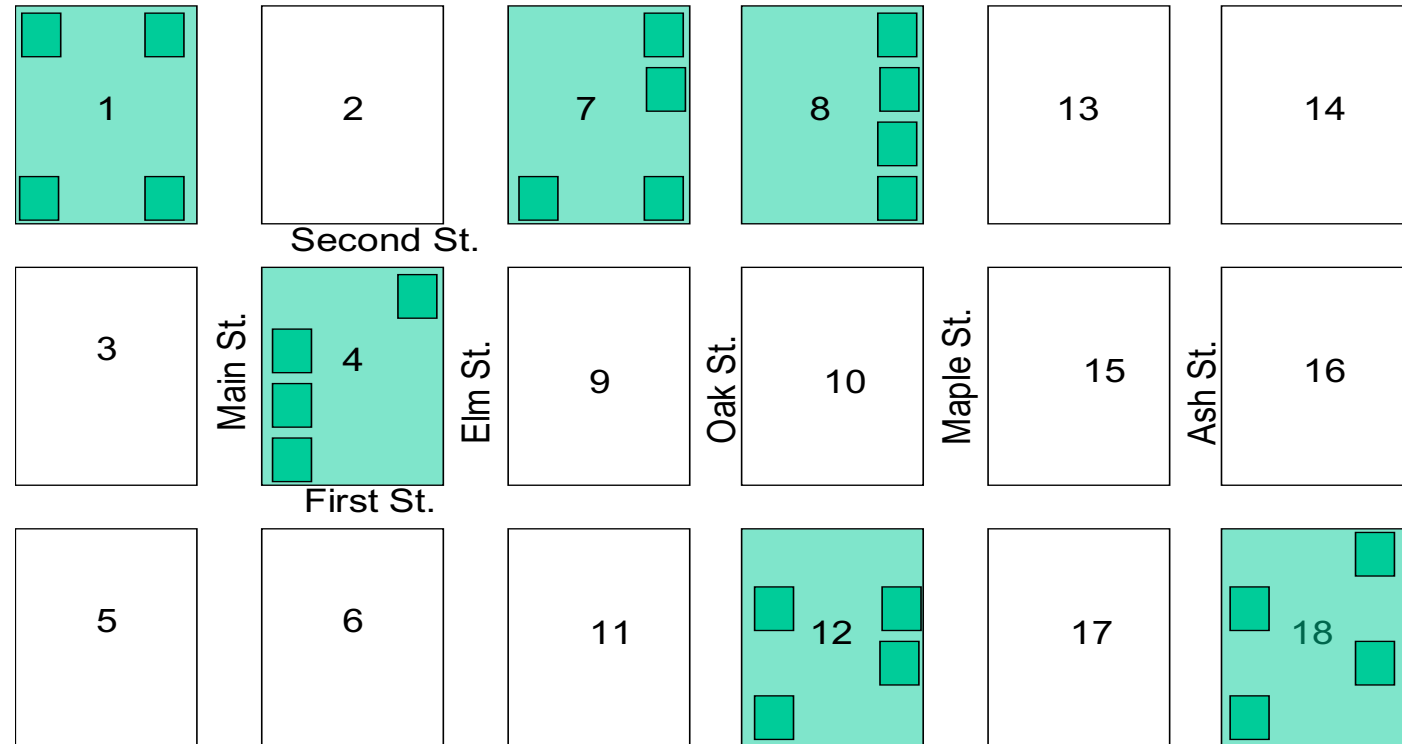 1 2 7 8 13 14
Second St.
3 Main St. 4 Elm St. 9 Oak St. 10 Maple St. 15 Ash St. 16
First St.
5 6 11 12 17 18